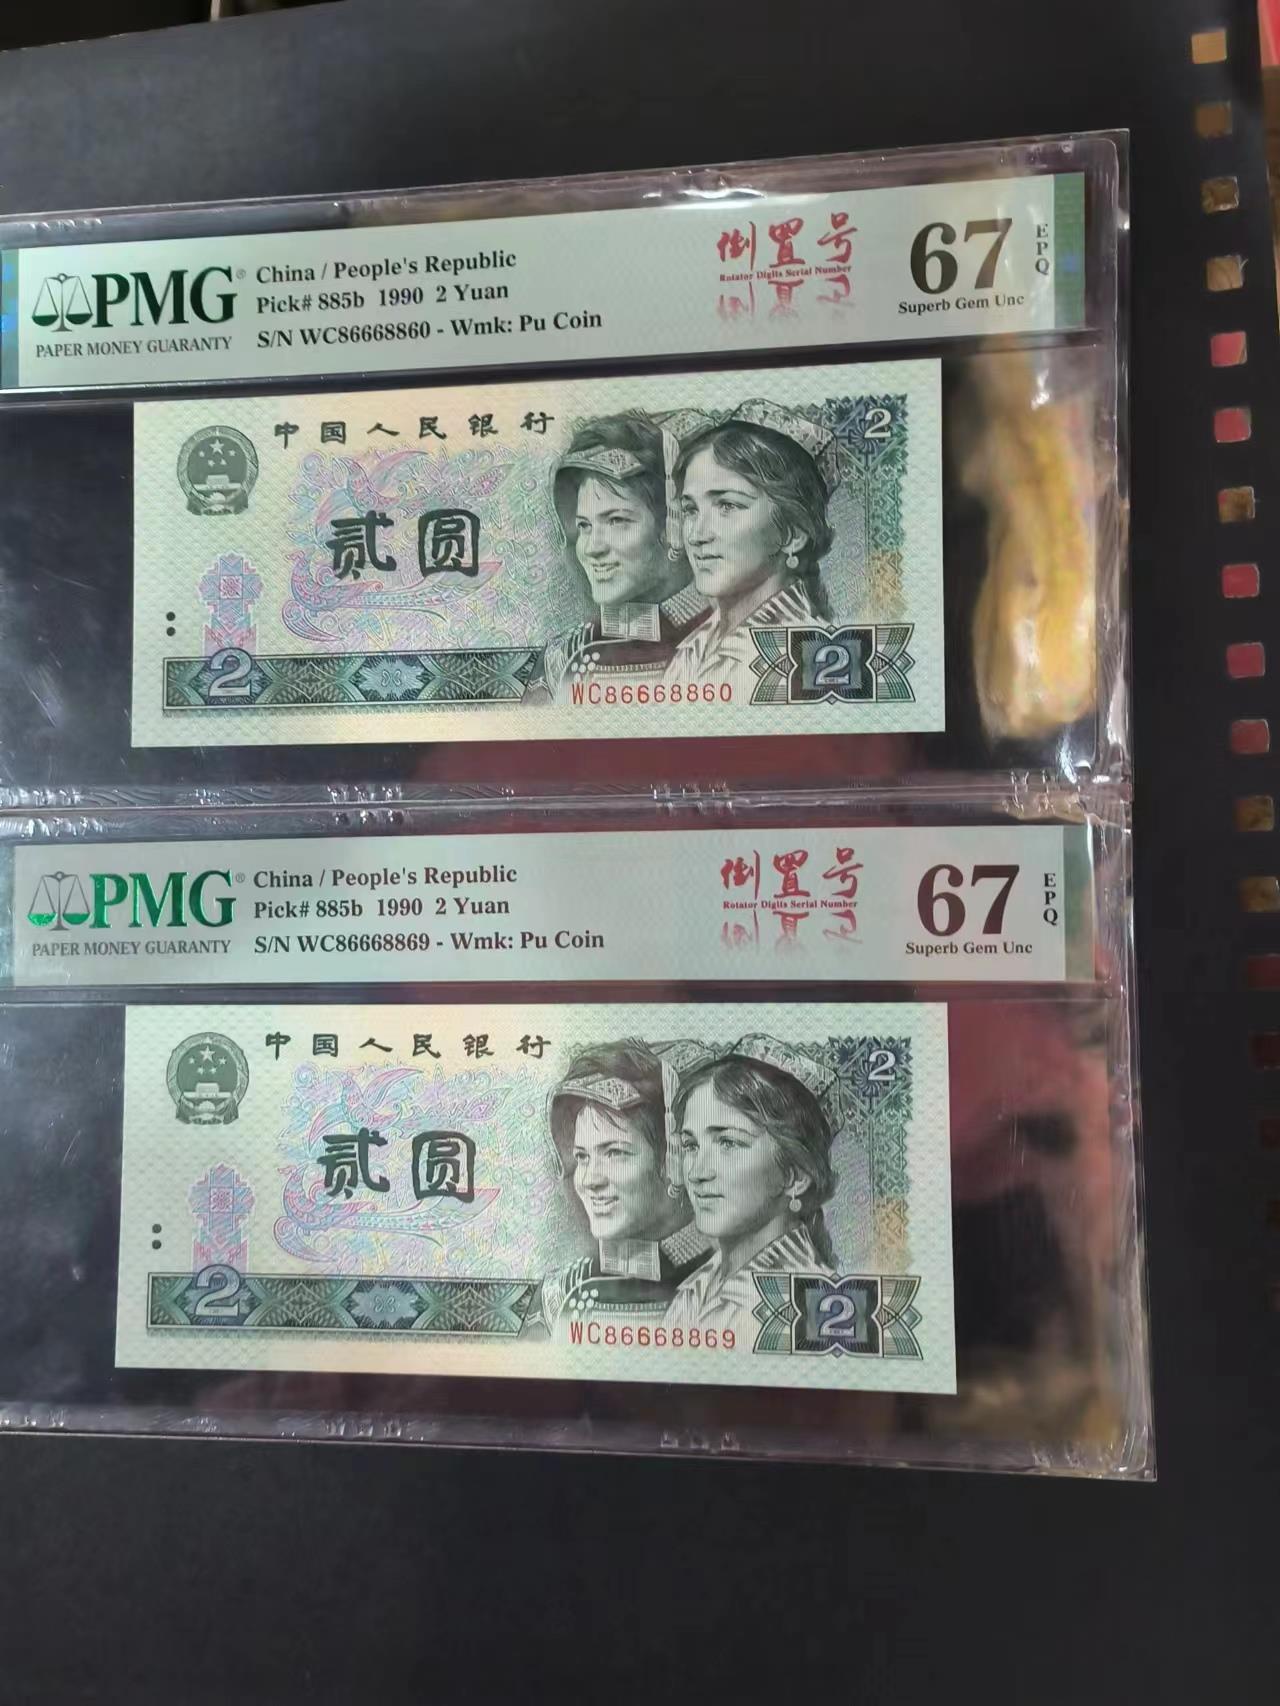 PMG®
PAPER MONEY GUARANTY
China / People's Republic
Pick# 885b 1990 2 Yuan
S/N WC86668860 - Wmk: Pu Coin
倒置号
Rotator Digits Serial Number
67
EPQ
Superb Gem Unc
中国人民银行
2
贰圆
2
2
WC86668860
PMG®
PAPER MONEY GUARANTY
China / People's Republic
Pick# 885b 1990 2 Yuan
S/N WC86668869 - Wmk: Pu Coin
倒置号
Rotator Digits Serial Number
67
EPQ
Superb Gem Unc
中国人民银行
2
贰圆
2
2
WC86668869